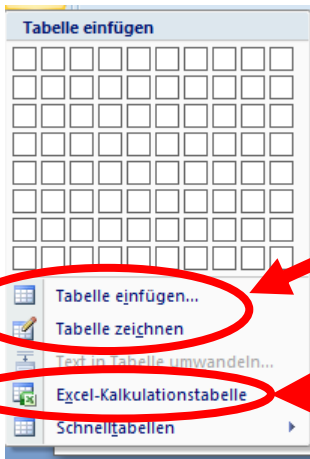 Tabelle einfügen
Tabelle einfügen...
Tabelle zeichnen
Text in Tabelle umwandeln...
Excel-Kalkulationstabelle
Schnelltabellen